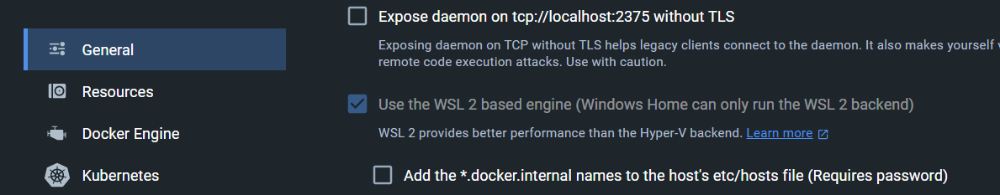 Expose daemon on tcp://localhost:2375 without TLS
General
Exposing daemon on TCP without TLS helps legacy clients connect to the daemon. It also makes yourself
remote code execution attacks. Use with caution.
Resources
Use the WSL 2 based engine (Windows Home can only run the WSL 2 backend)
Docker Engine
WSL 2 provides better performance than the Hyper-V backend. Learn more
Kubernetes
Add the *.docker.internal names to the host's etc/hosts file (Requires password)